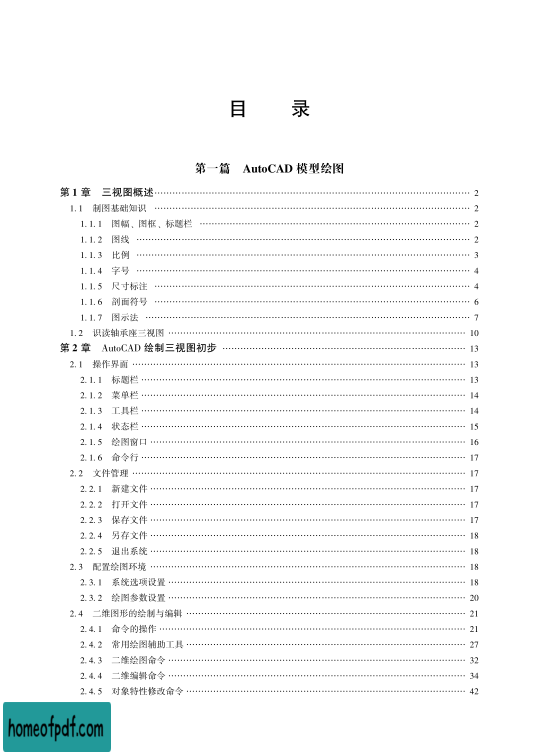 目 录
第一篇 AutoCAD 模型绘图
第 1 章 三视图概述 …… 2
1. 1 制图基础知识 …… 2
1. 1. 1 图幅、图框、标题栏 …… 2
1. 1. 2 图线 …… 2
1. 1. 3 比例 …… 3
1. 1. 4 字号 …… 4
1. 1. 5 尺寸标注 …… 4
1. 1. 6 剖面符号 …… 6
1. 1. 7 图示法 …… 7
1. 2 识读轴承座三视图 …… 10
第 2 章 AutoCAD 绘制三视图初步 …… 13
2. 1 操作界面 …… 13
2. 1. 1 标题栏 …… 13
2. 1. 2 菜单栏 …… 14
2. 1. 3 工具栏 …… 14
2. 1. 4 状态栏 …… 15
2. 1. 5 绘图窗口 …… 16
2. 1. 6 命令行 …… 17
2. 2 文件管理 …… 17
2. 2. 1 新建文件 …… 17
2. 2. 2 打开文件 …… 17
2. 2. 3 保存文件 …… 17
2. 2. 4 另存文件 …… 18
2. 2. 5 退出系统 …… 18
2. 3 配置绘图环境 …… 18
2. 3. 1 系统选项设置 …… 18
2. 3. 2 绘图参数设置 …… 20
2. 4 二维图形的绘制与编辑 …… 21
2. 4. 1 命令的操作 …… 21
2. 4. 2 常用绘图辅助工具 …… 27
2. 4. 3 二维绘图命令 …… 32
2. 4. 4 二维编辑命令 …… 34
2. 4. 5 对象特性修改命令 …… 42
homeofpdf.com